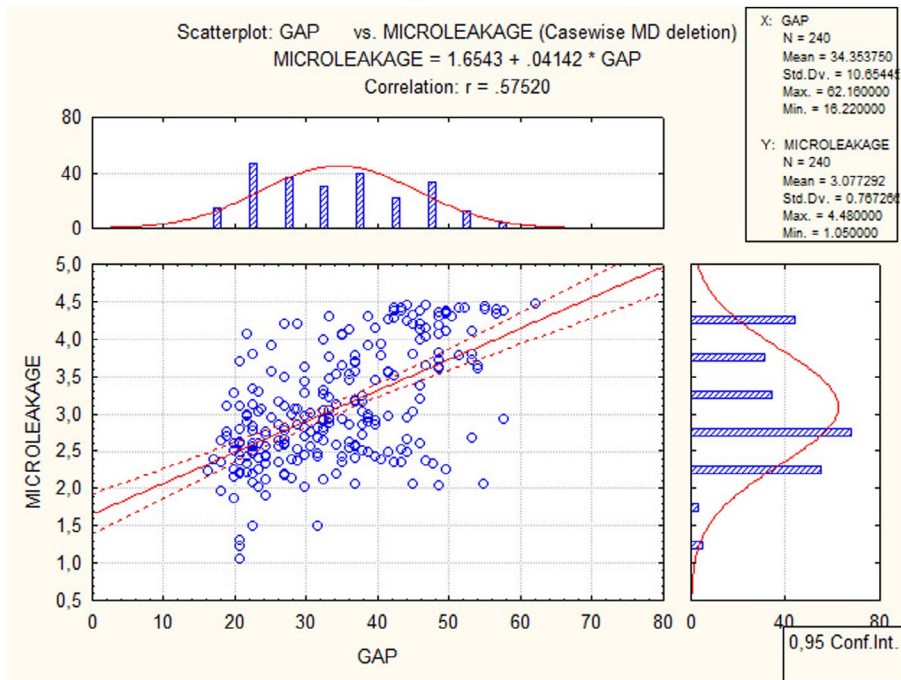 Scatterplot: GAP vs. MICROLEAKAGE (Casewise MD deletion)
MICROLEAKAGE = 1.6543 + .04142 * GAP
Correlation: r = .57520
X: GAP
N = 240
Mean = 34.353750
Std.Dv. = 10.65445
Max. = 62.160000
Min. = 16.220000
Y: MICROLEAKAGE
N = 240
Mean = 3.077292
Std.Dv. = 0.767266
Max. = 4.480000
Min. = 1.050000
80
40
0
5,0
4,5
4,0
3,5
3,0
2,5
2,0
1,5
1,0
0,5
MICROLEAKAGE
0 10 20 30 40 50 60 70 80
GAP
0 40 80
0,95 Conf.Int.